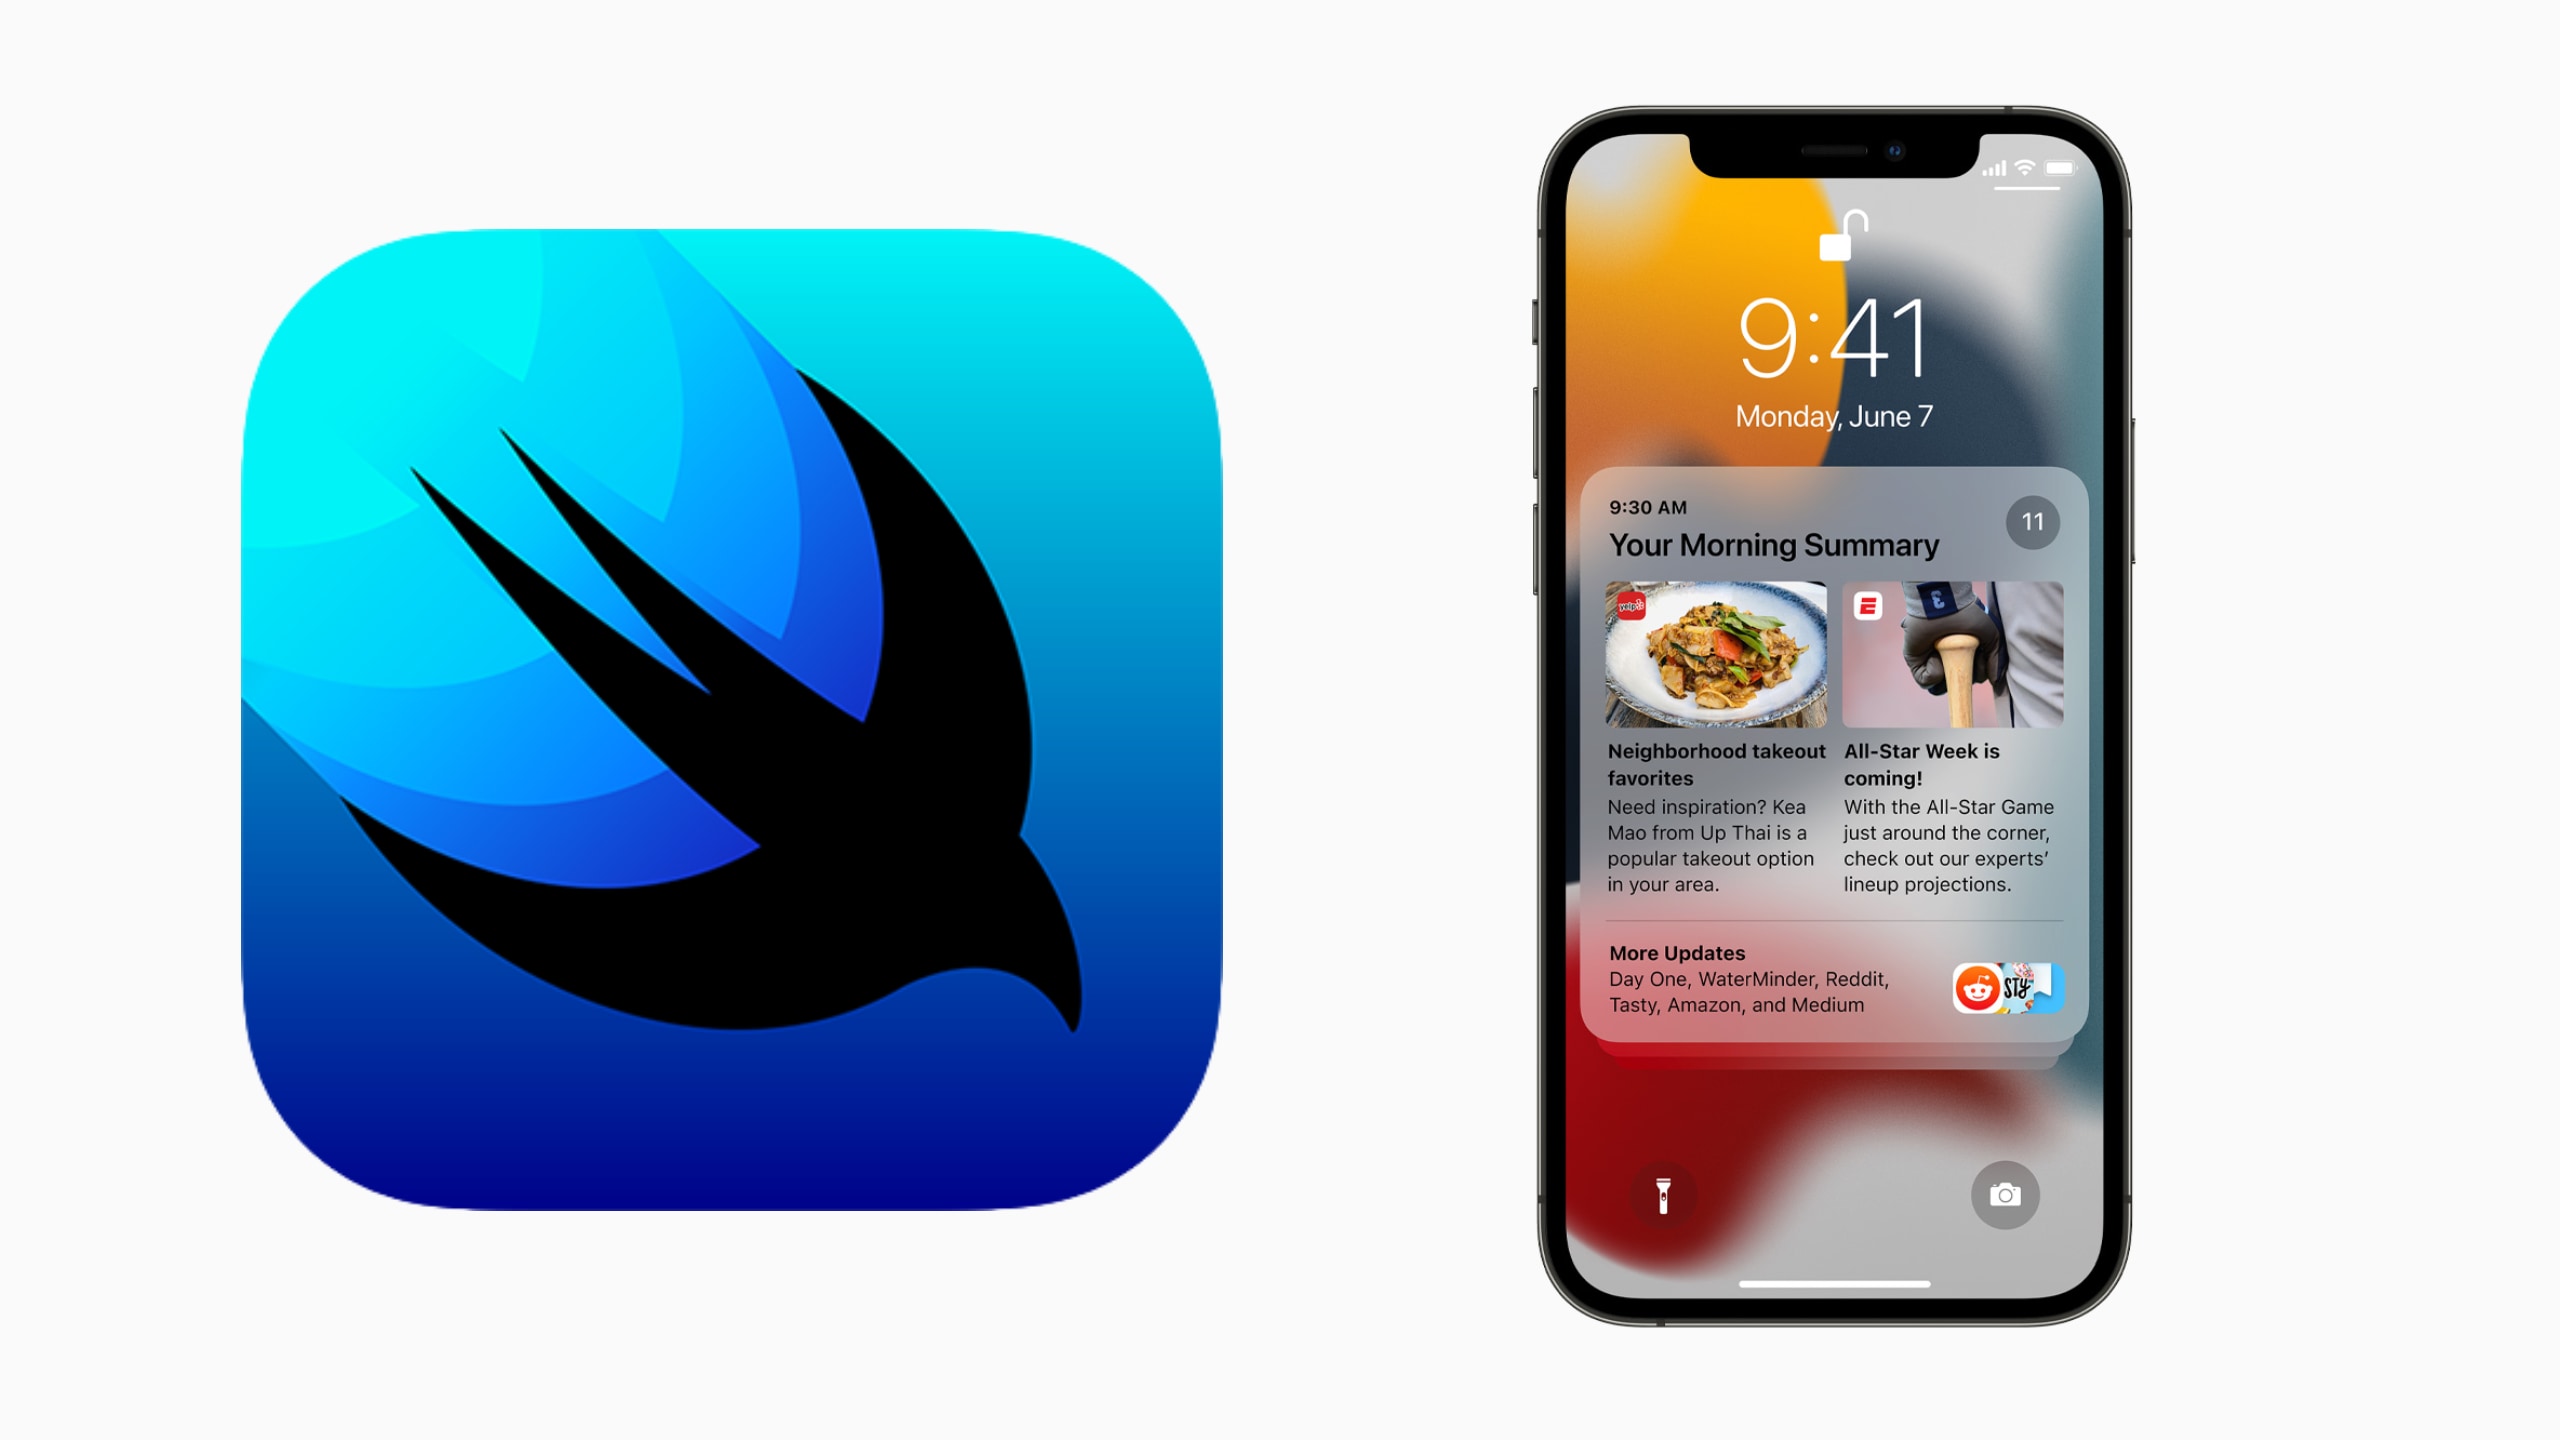 9:41
Monday, June 7
9:30 AM
Your Morning Summary
11
yelp
3
E
Neighborhood takeout
favorites
Need inspiration? Kea
Mao from Up Thai is a
popular takeout option
in your area.
All-Star Week is
coming!
With the All-Star Game
just around the corner,
check out our experts’
lineup projections.
More Updates
Day One, WaterMinder, Reddit,
Tasty, Amazon, and Medium
STY